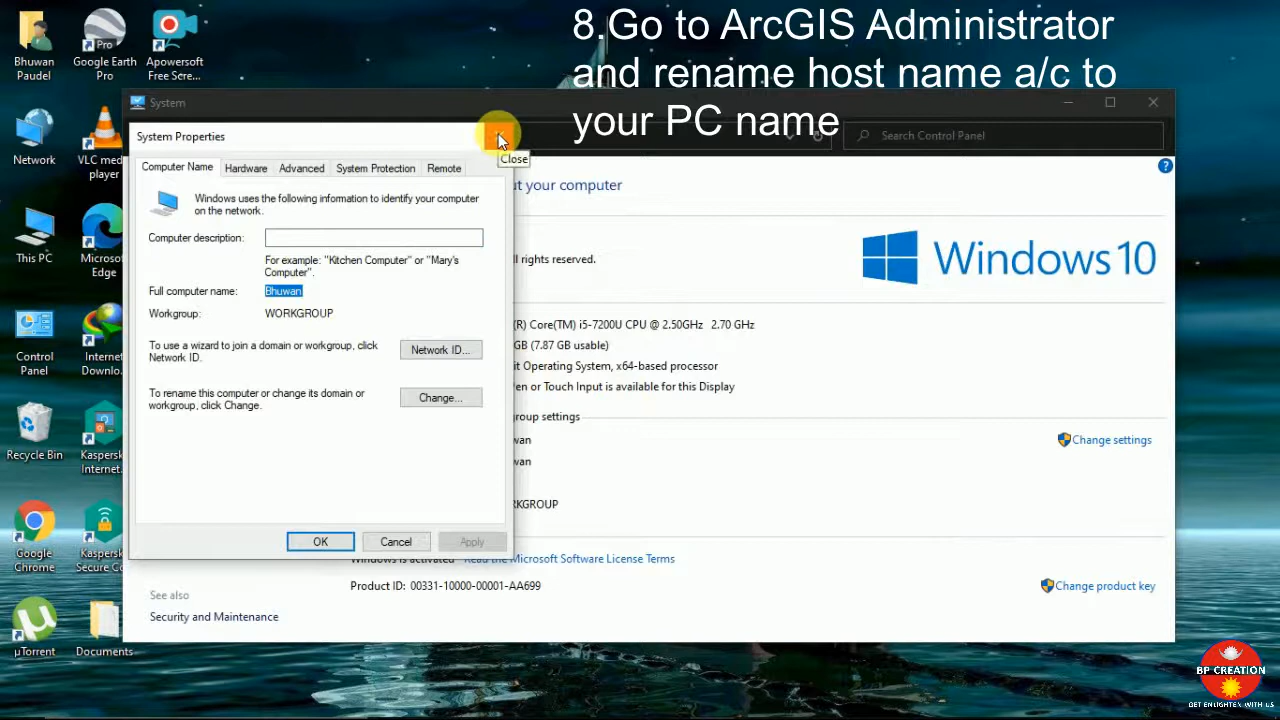 8.Go to ArcGIS Administrator
and rename host name a/c to
your PC name
Bhuwan
Paudel
Google Earth
Pro
Apowersoft
Free Scre...
Network
VLC med
player
This PC
Microsof
Edge
Control
Panel
Internet
Downlo...
Recycle Bin
Kaspersk
Internet.
Google
Chrome
Kaspersk
Secure Co
µTorrent
Documents
System
Search Control Panel
System Properties
Close
Computer Name
Hardware
Advanced
System Protection
Remote
Windows uses the following information to identify your computer
on the network.
Computer description:
For example: "Kitchen Computer" or "Mary's
Computer".
Full computer name:
Bhuwan
Workgroup:
WORKGROUP
To use a wizard to join a domain or workgroup, click
Network ID.
Network ID...
To rename this computer or change its domain or
workgroup, click Change.
Change...
OK
Cancel
Apply
ut your computer
ll rights reserved.
Windows 10
(R) Core(TM) i5-7200U CPU @ 2.50GHz 2.70 GHz
GB (7.87 GB usable)
it Operating System, x64-based processor
en or Touch Input is available for this Display
group settings
wan
wan
RKGROUP
Change settings
Windows is activated
Read the Microsoft Software License Terms
Product ID: 00331-10000-00001-AA699
Change product key
See also
Security and Maintenance
BP CREATION
GET ENLIGHTEN WITH US